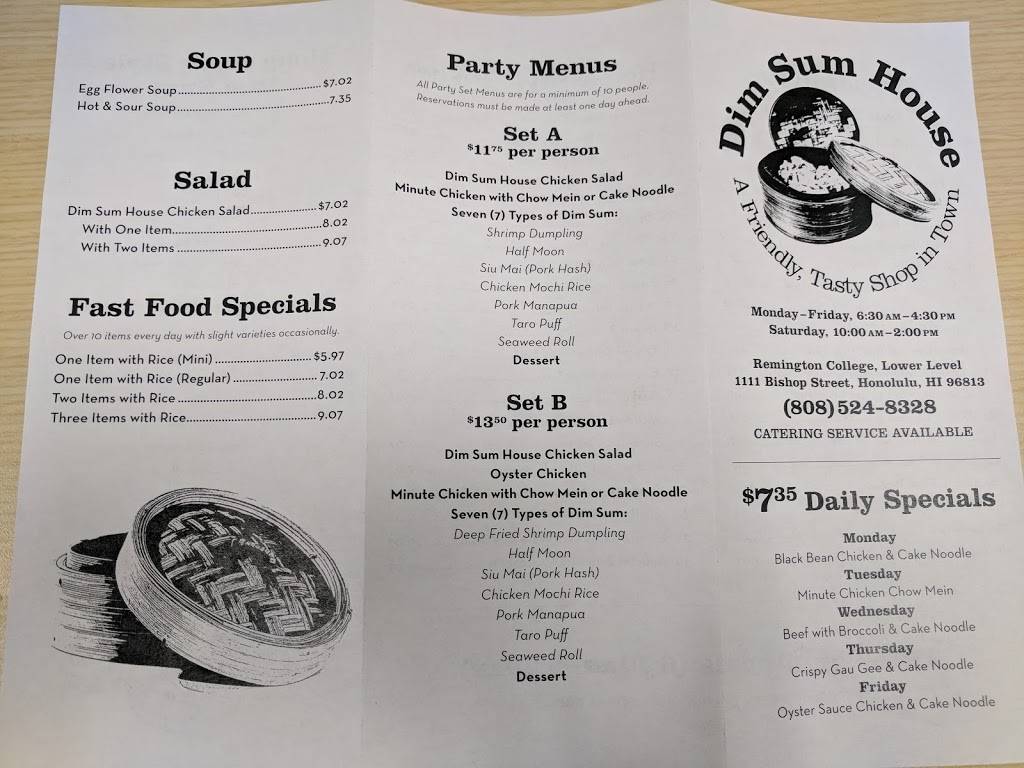 Soup
Egg Flower Soup.....$7.02
Hot & Sour Soup.....7.35
Salad
Dim Sum House Chicken Salad.....$7.02
With One Item.....8.02
With Two Items.....9.07
Fast Food Specials
Over 10 items every day with slight varieties occasionally.
One Item with Rice (Mini).....$5.97
One Item with Rice (Regular).....7.02
Two Items with Rice.....8.02
Three Items with Rice.....9.07
Party Menus
All Party Set Menus are for a minimum of 10 people.
Reservations must be made at least one day ahead.
Set A
$1175 per person
Dim Sum House Chicken Salad
Minute Chicken with Chow Mein or Cake Noodle
Seven (7) Types of Dim Sum:
Shrimp Dumpling
Half Moon
Siu Mai (Pork Hash)
Chicken Mochi Rice
Pork Manapua
Taro Puff
Seaweed Roll
Dessert
Set B
$1350 per person
Dim Sum House Chicken Salad
Oyster Chicken
Minute Chicken with Chow Mein or Cake Noodle
Seven (7) Types of Dim Sum:
Deep Fried Shrimp Dumpling
Half Moon
Siu Mai (Pork Hash)
Chicken Mochi Rice
Pork Manapua
Taro Puff
Seaweed Roll
Dessert
Dim Sum House
A Friendly, Tasty Shop in Town
Monday–Friday, 6:30 AM–4:30 PM
Saturday, 10:00 AM–2:00 PM
Remington College, Lower Level
1111 Bishop Street, Honolulu, HI 96813
(808) 524-8328
CATERING SERVICE AVAILABLE
$735 Daily Specials
Monday
Black Bean Chicken & Cake Noodle
Tuesday
Minute Chicken Chow Mein
Wednesday
Beef with Broccoli & Cake Noodle
Thursday
Crispy Gau Gee & Cake Noodle
Friday
Oyster Sauce Chicken & Cake Noodle